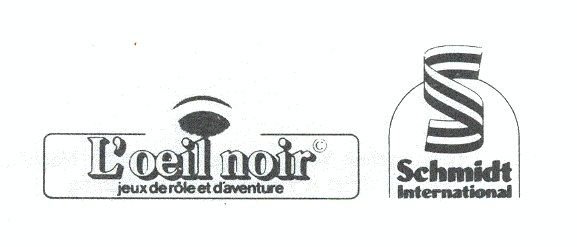 L'oeil noir©
jeux de rôle et d'aventure
Schmidt
International